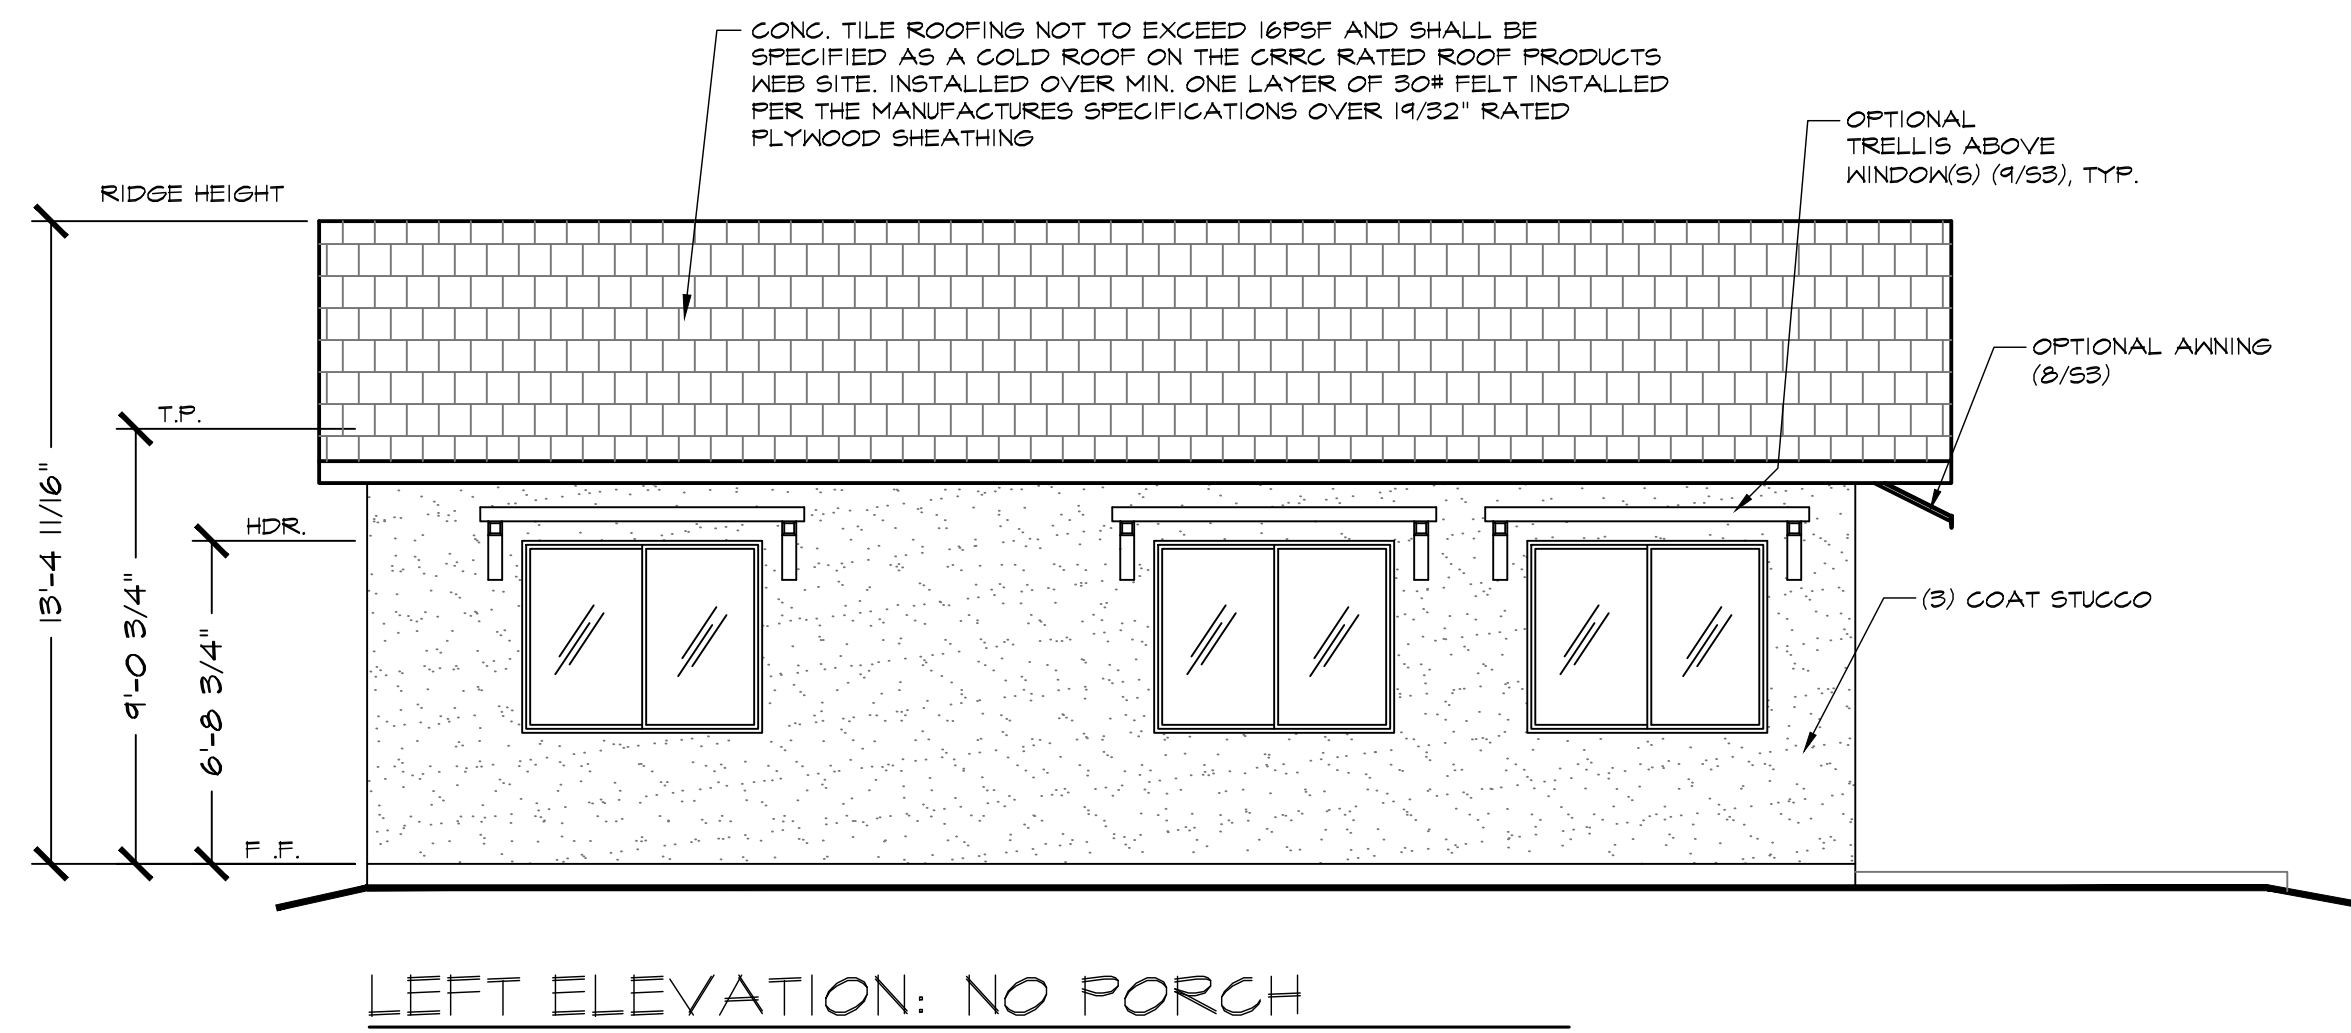 CONC. TILE ROOFING NOT TO EXCEED 16PSF AND SHALL BE
SPECIFIED AS A COLD ROOF ON THE CRRC RATED ROOF PRODUCTS
WEB SITE. INSTALLED OVER MIN. ONE LAYER OF 30# FELT INSTALLED
PER THE MANUFACTURES SPECIFICATIONS OVER 19/32" RATED
PLYWOOD SHEATHING
OPTIONAL
TRELLIS ABOVE
WINDOW(S) (9/S3), TYP.
RIDGE HEIGHT
OPTIONAL AWNING
(8/S3)
T.P.
HDR.
13'-4 11/16"
9'-0 3/4"
6'-8 3/4"
(3) COAT STUCCO
F .F.
LEFT ELEVATION: NO PORCH